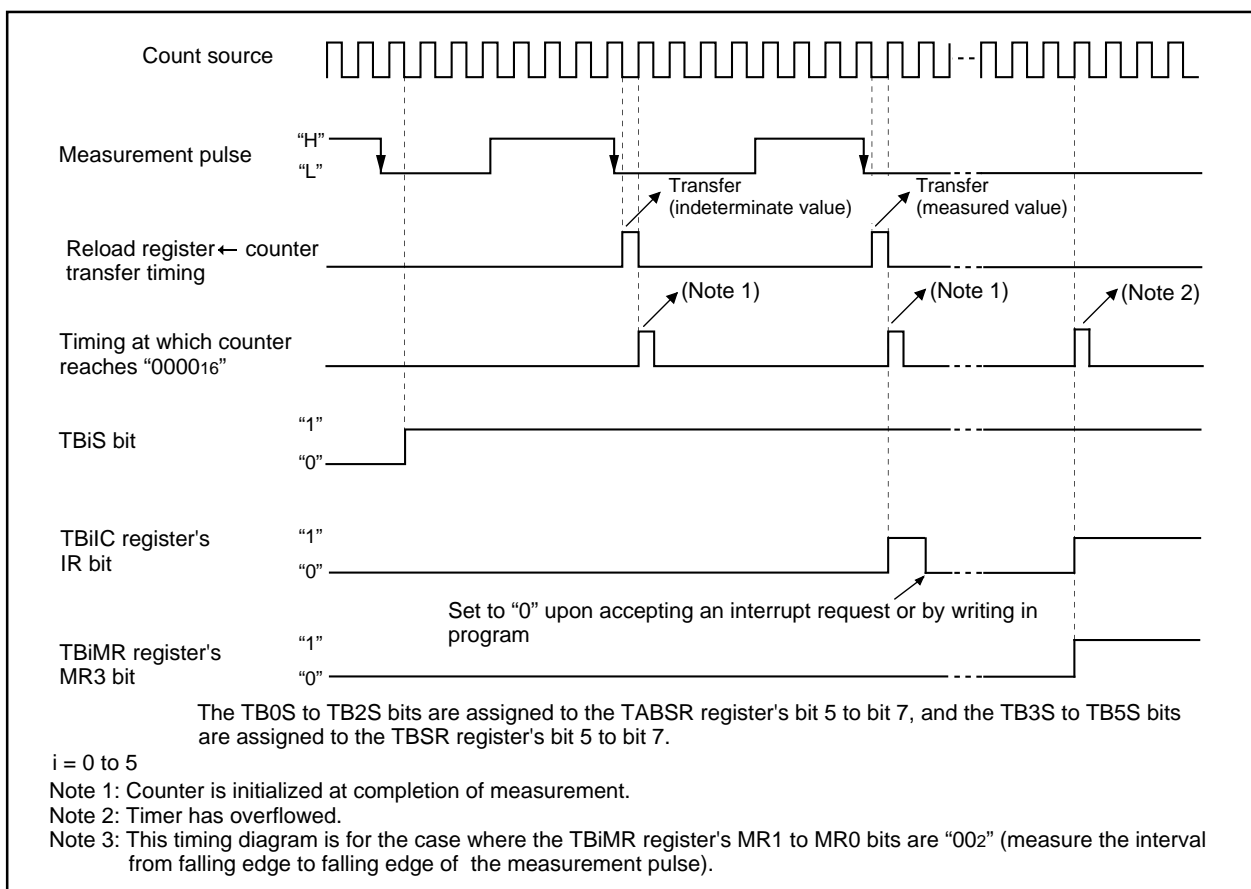 Count source
Measurement pulse
“H”
“L”
Transfer
(indeterminate value)
Transfer
(measured value)
Reload register ← counter
transfer timing
(Note 1)
(Note 1)
(Note 2)
Timing at which counter
reaches “000016”
TBiS bit
“1”
“0”
TBiIC register's
IR bit
“1”
“0”
Set to “0” upon accepting an interrupt request or by writing in
program
TBiMR register's
MR3 bit
“1”
“0”
The TB0S to TB2S bits are assigned to the TABSR register's bit 5 to bit 7, and the TB3S to TB5S bits
are assigned to the TBSR register's bit 5 to bit 7.
i = 0 to 5
Note 1: Counter is initialized at completion of measurement.
Note 2: Timer has overflowed.
Note 3: This timing diagram is for the case where the TBiMR register's MR1 to MR0 bits are “002” (measure the interval
from falling edge to falling edge of the measurement pulse).